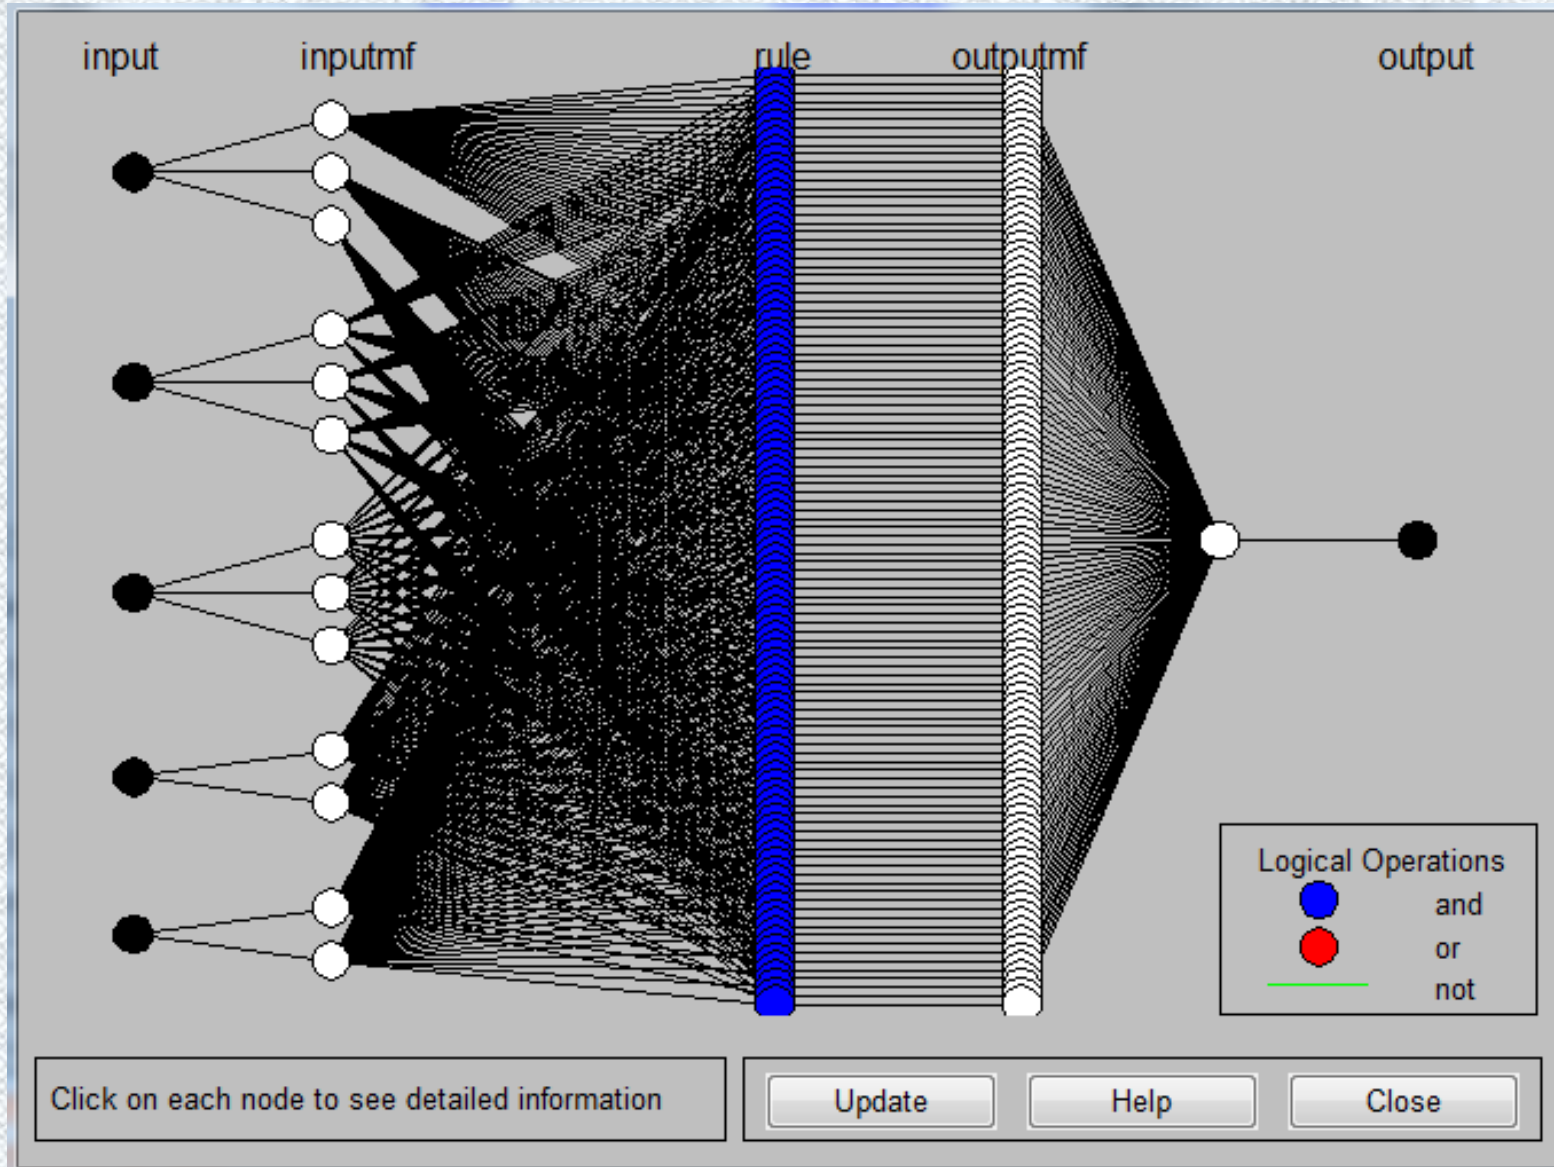 input inputmf rule outputmf output
Logical Operations
and
or
not
Click on each node to see detailed information
Update Help Close